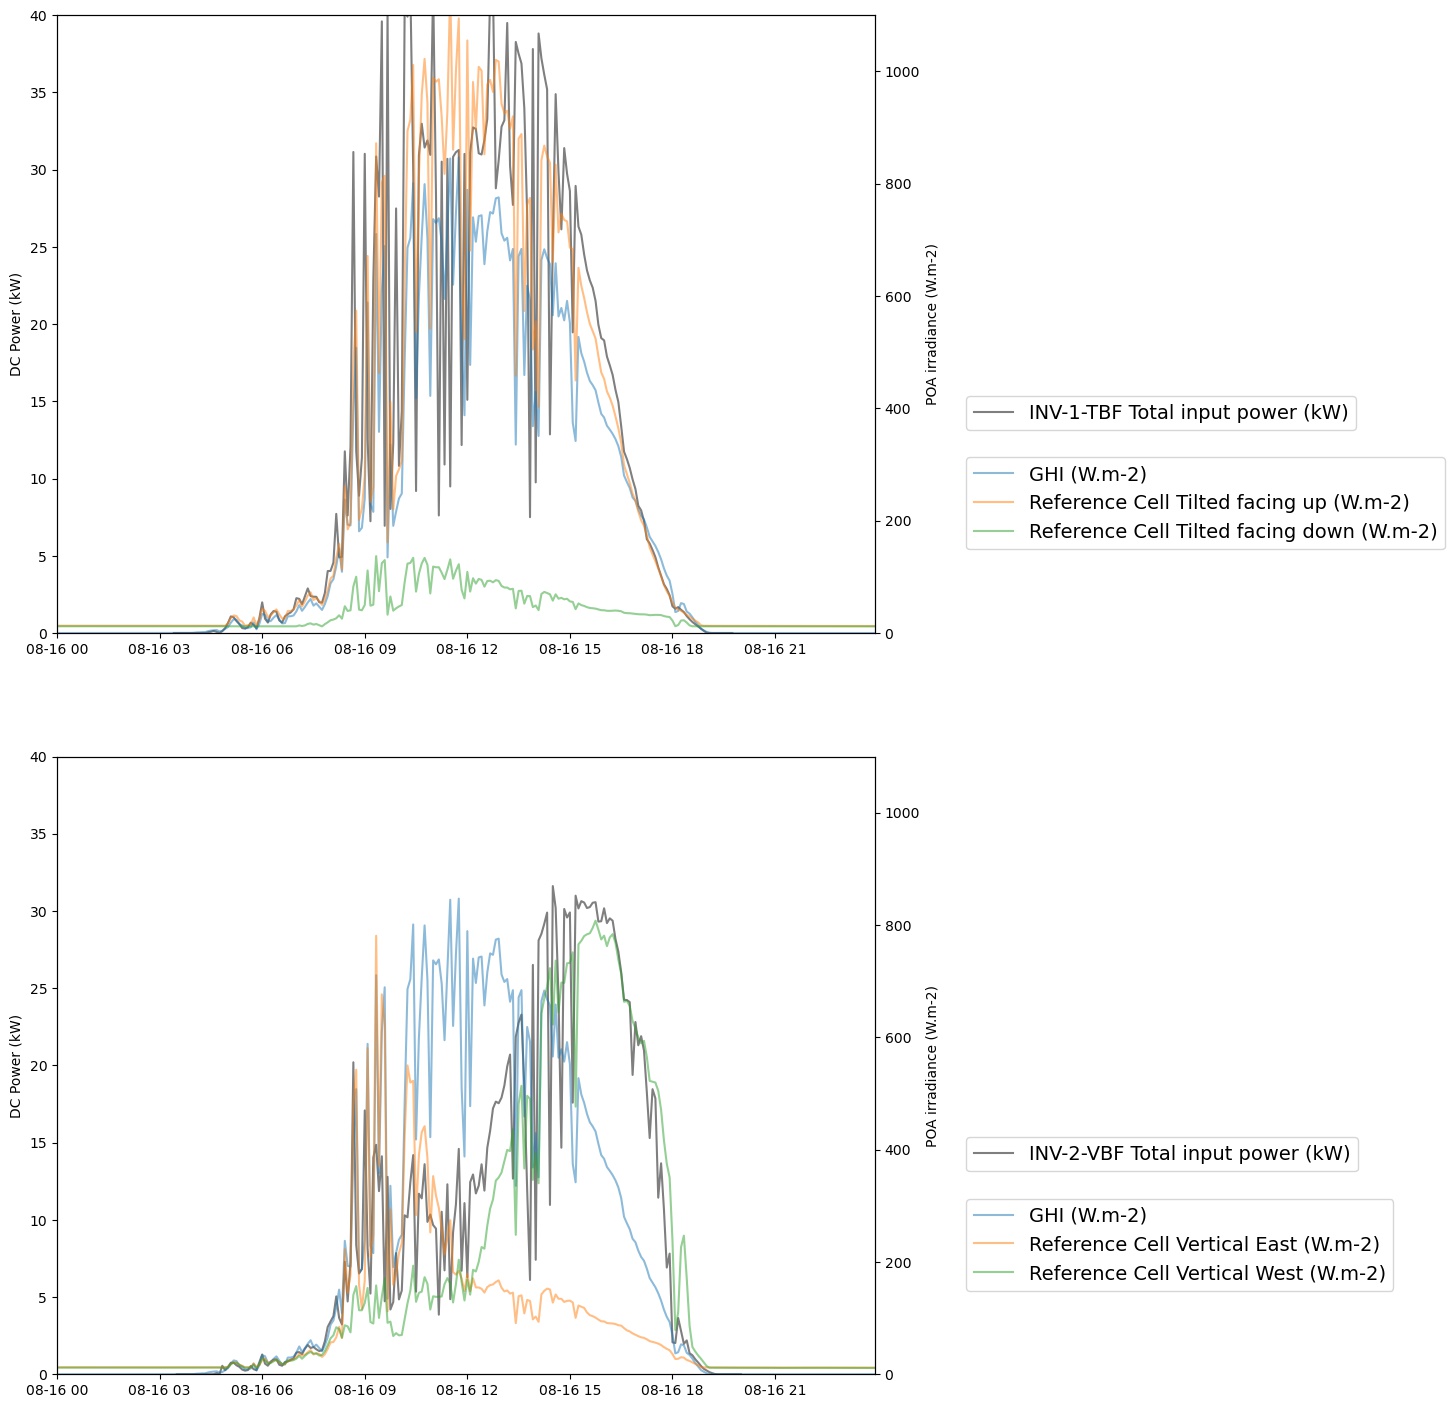 40
35
30
25
20
15
10
5
0
DC Power (kW)
1000
800
600
400
200
0
POA irradiance (W.m-2)
08-16 00 08-16 03 08-16 06 08-16 09 08-16 12 08-16 15 08-16 18 08-16 21
INV-1-TBF Total input power (kW)
GHI (W.m-2)
Reference Cell Tilted facing up (W.m-2)
Reference Cell Tilted facing down (W.m-2)
40
35
30
25
20
15
10
5
0
DC Power (kW)
1000
800
600
400
200
0
POA irradiance (W.m-2)
08-16 00 08-16 03 08-16 06 08-16 09 08-16 12 08-16 15 08-16 18 08-16 21
INV-2-VBF Total input power (kW)
GHI (W.m-2)
Reference Cell Vertical East (W.m-2)
Reference Cell Vertical West (W.m-2)